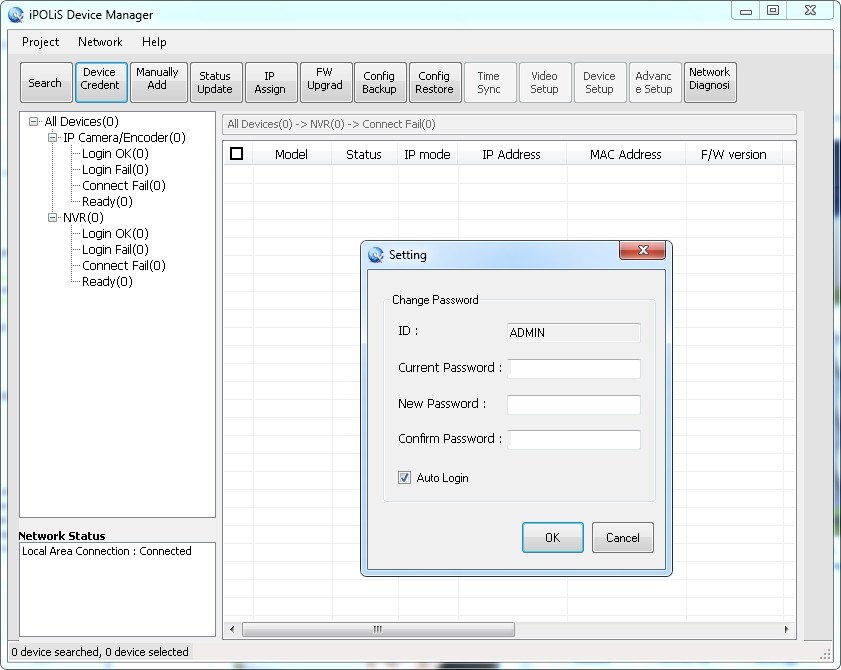 iPOLiS Device Manager
Project Network Help
Search
Device Credent
Manually Add
Status Update
IP Assign
FW Upgrad
Config Backup
Config Restore
Time Sync
Video Setup
Device Setup
Advanc e Setup
Network Diagnosi
All Devices(0)
IP Camera/Encoder(0)
Login OK(0)
Login Fail(0)
Connect Fail(0)
Ready(0)
NVR(0)
Login OK(0)
Login Fail(0)
Connect Fail(0)
Ready(0)
Network Status
Local Area Connection : Connected
All Devices(0) -> NVR(0) -> Connect Fail(0)
Model Status IP mode IP Address MAC Address F/W version
Setting
Change Password
ID : ADMIN
Current Password :
New Password :
Confirm Password :
Auto Login
OK Cancel
0 device searched, 0 device selected